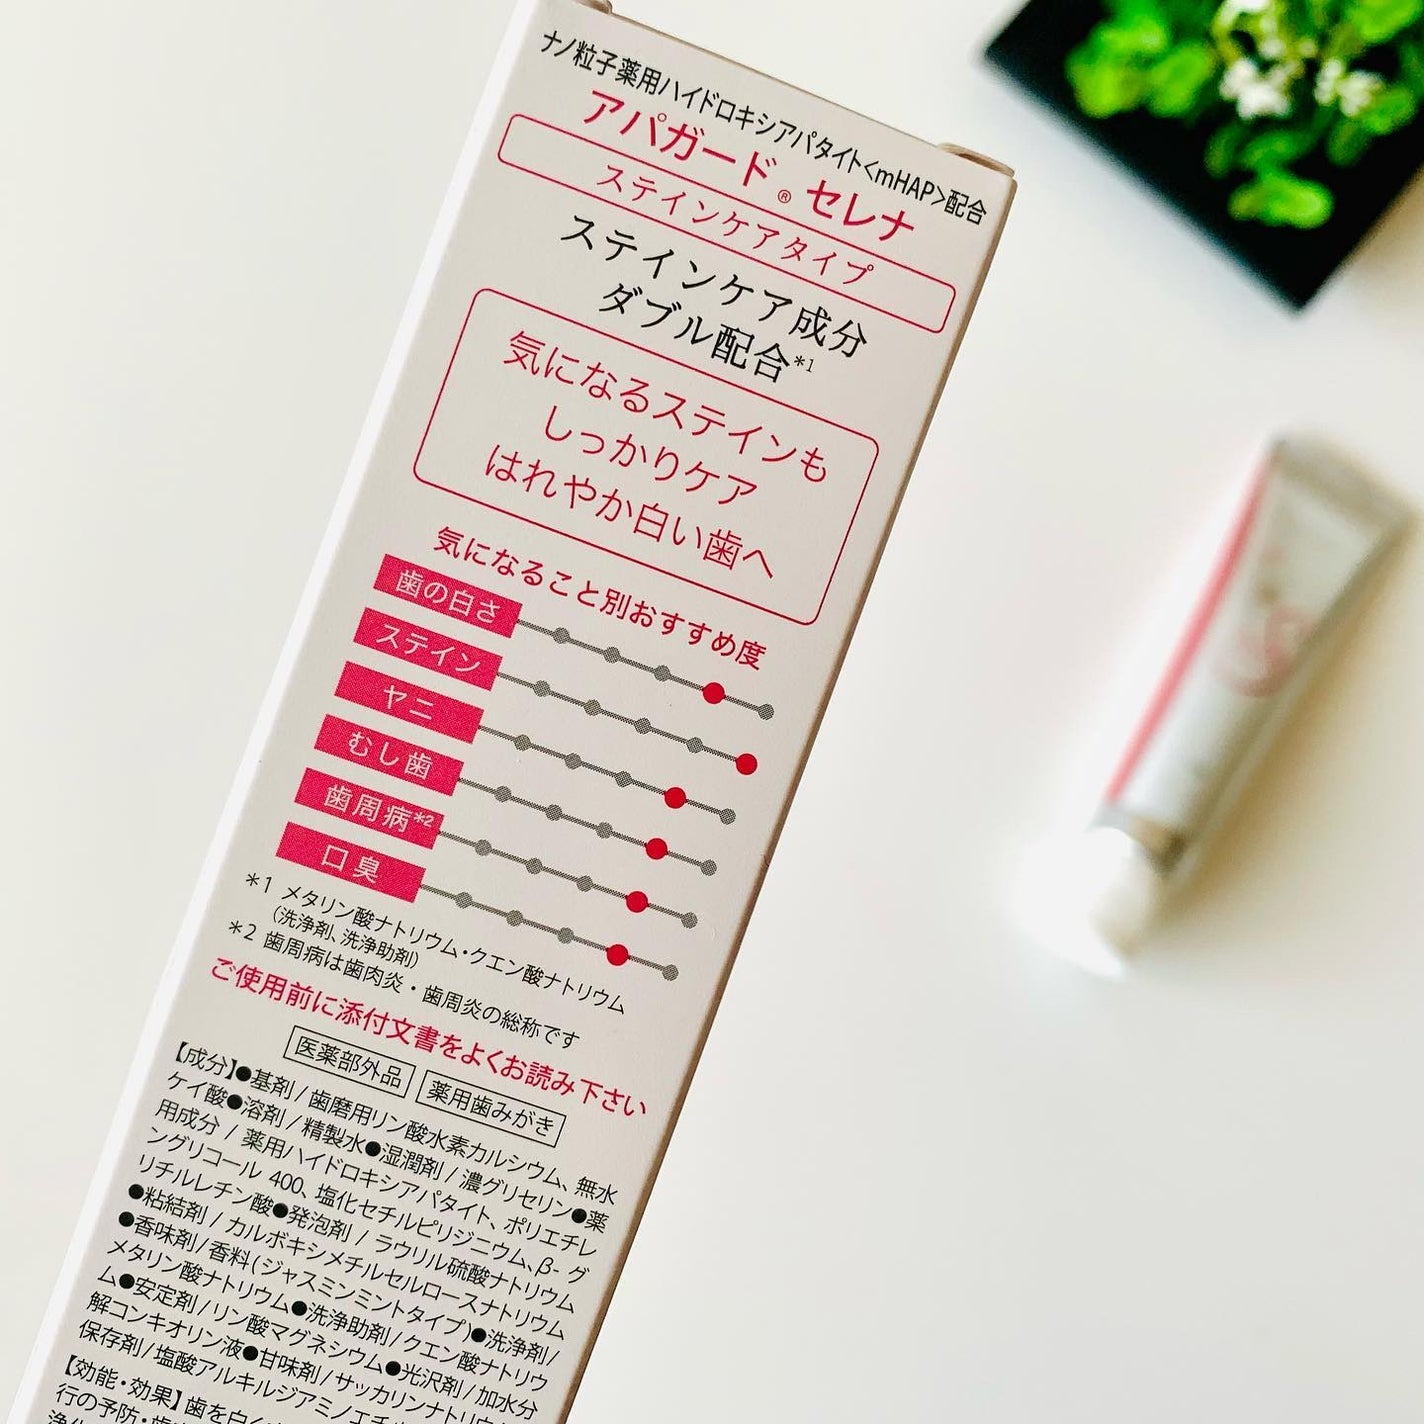 ナノ粒子薬用ハイドロキシアパタイト<mHAP>配合
アパガード® セレナ
ステインケアタイプ
ステインケア成分
ダブル配合*1
気になるステインも
しっかりケア
はれやか白い歯へ
気になること別おすすめ度
歯の白さ
ステイン
ヤニ
むし歯
歯周病*2
口臭
*1 メタリン酸ナトリウム・クエン酸ナトリウム
(洗浄剤、洗浄助剤)
*2 歯周病は歯肉炎・歯周炎の総称です
ご使用前に添付文書をよくお読み下さい
医薬部外品 薬用歯みがき
【成分】●基剤/歯磨用リン酸水素カルシウム、無水
ケイ酸●溶剤/精製水●湿潤剤/濃グリセリン●薬
用成分/薬用ハイドロキシアパタイト、ポリエチレ
ングリコール 400、塩化セチルピリジニウム、β-グ
リチルレチン酸●発泡剤/ラウリル硫酸ナトリウム
●粘結剤/カルボキシメチルセルロースナトリウム
●香味剤/香料(ジャスミンミントタイプ)●洗浄剤/
メタリン酸ナトリウム●洗浄助剤/クエン酸ナトリウ
ム●安定剤/リン酸マグネシウム●光沢剤/加水分
解コンキオリン液●甘味剤/サッカリンナトリウム
保存剤/塩酸アルキルジアミノエチル
【効能・効果】歯を白く
行の予防・歯